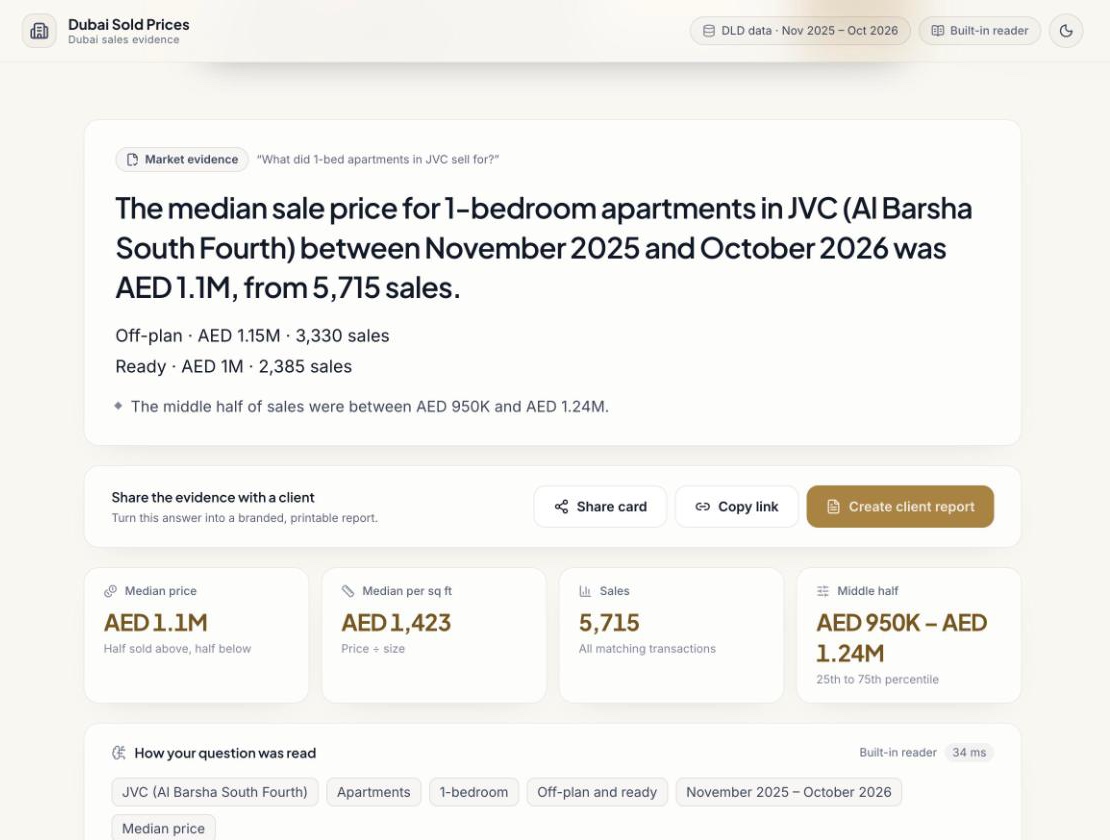 Dubai Sold Prices
Dubai sales evidence
DLD data · Nov 2025 – Oct 2026
Built-in reader
Market evidence
“What did 1-bed apartments in JVC sell for?”
The median sale price for 1-bedroom apartments in JVC (Al Barsha
South Fourth) between November 2025 and October 2026 was
AED 1.1M, from 5,715 sales.
Off-plan · AED 1.15M · 3,330 sales
Ready · AED 1M · 2,385 sales
The middle half of sales were between AED 950K and AED 1.24M.
Share the evidence with a client
Turn this answer into a branded, printable report.
Share card
Copy link
Create client report
Median price
AED 1.1M
Half sold above, half below
Median per sq ft
AED 1,423
Price ÷ size
Sales
5,715
All matching transactions
Middle half
AED 950K – AED
1.24M
25th to 75th percentile
How your question was read
Built-in reader
34 ms
JVC (Al Barsha South Fourth)
Apartments
1-bedroom
Off-plan and ready
November 2025 – October 2026
Median price